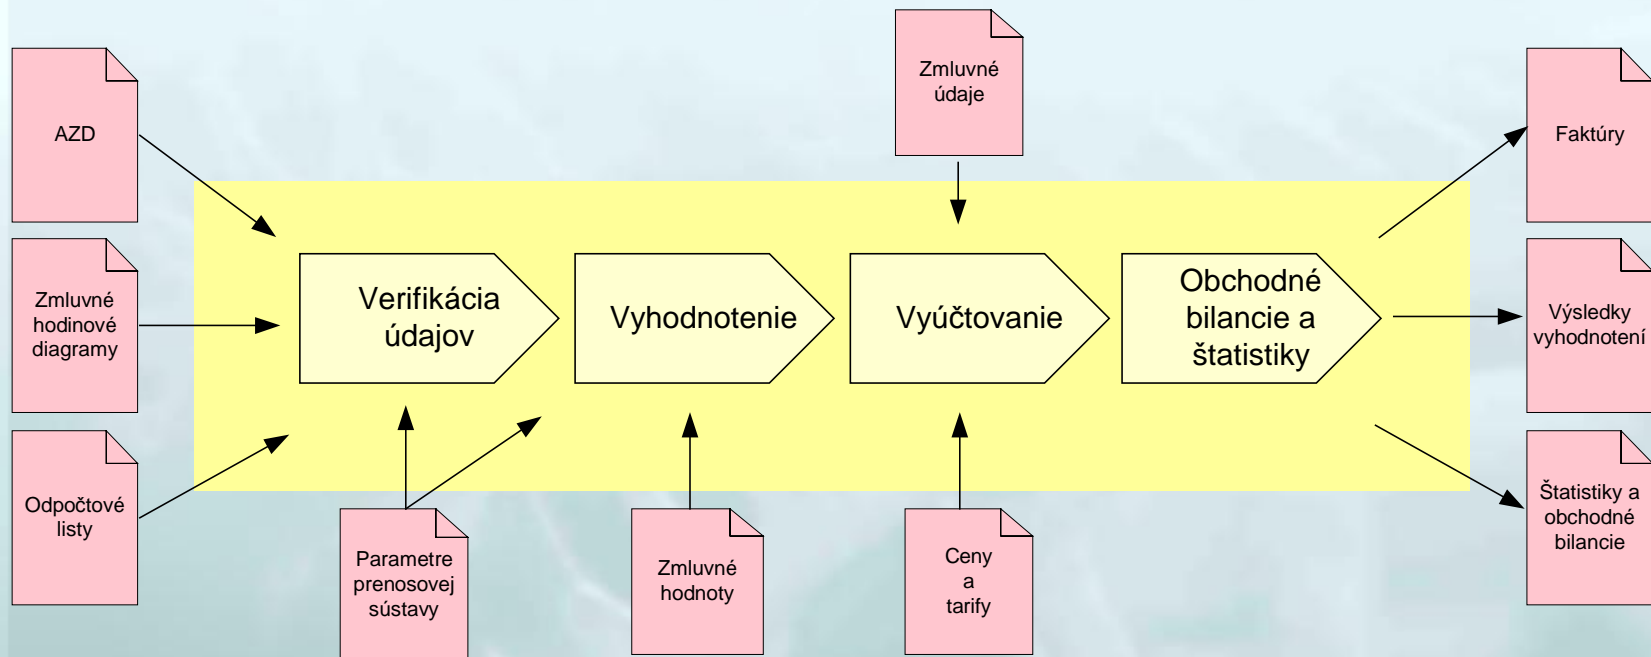 Zmluvné
údaje
AZD
Faktúry
Zmluvné
hodinové
diagramy
Verifikácia
údajov
Vyhodnotenie
Vyúčtovanie
Obchodné
bilancie a
štatistiky
Výsledky
vyhodnotení
Odpočtové
listy
Parametre
prenosovej
sústavy
Zmluvné
hodnoty
Ceny
a
tarify
Štatistiky a
obchodné
bilancie